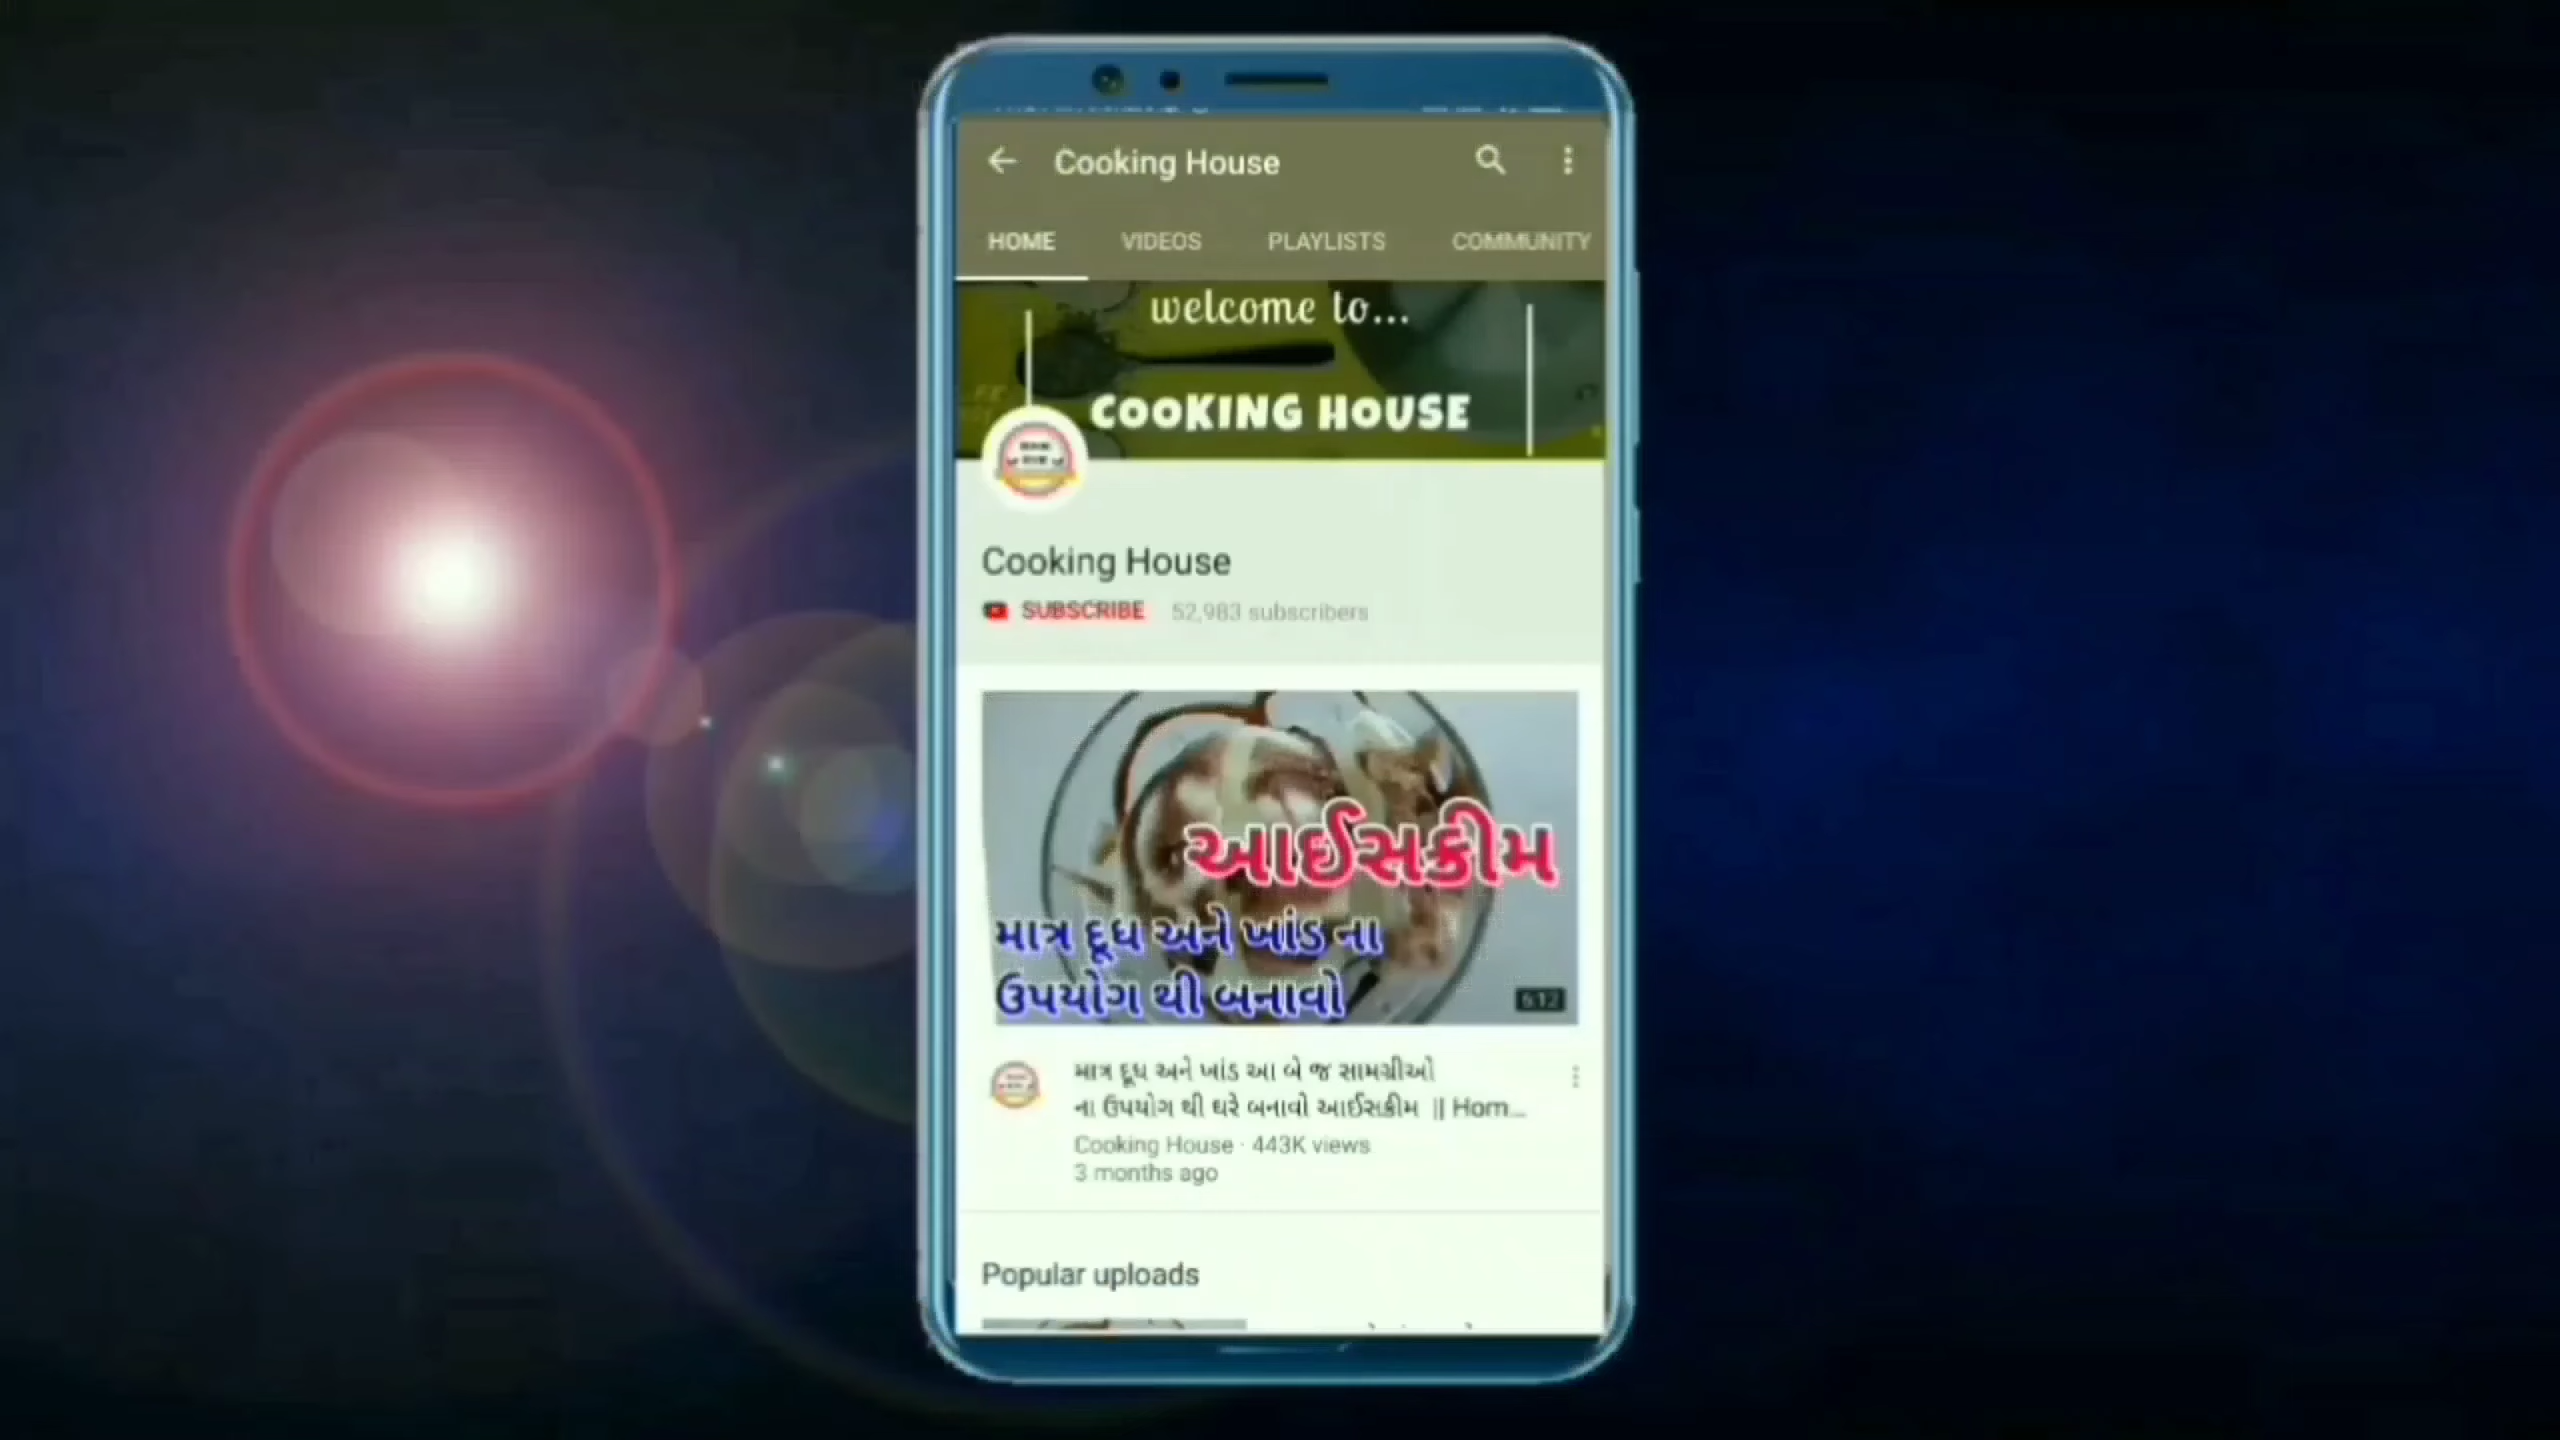 Cooking House
HOME VIDEOS PLAYLISTS COMMUNITY
welcome to...
COOKING HOUSE
Cooking House
SUBSCRIBE 52,983 subscribers
આઈસક્રીમ
માત્ર દૂધ અને ખાંડ ના
ઉપયોગ થી બનાવો
6:12
માત્ર દૂધ અને ખાંડ આ બે જ સામગ્રીઓ
ના ઉપયોગ થી ઘરે બનાવો આઈસક્રીમ || Hom...
Cooking House · 443K views
3 months ago
Popular uploads